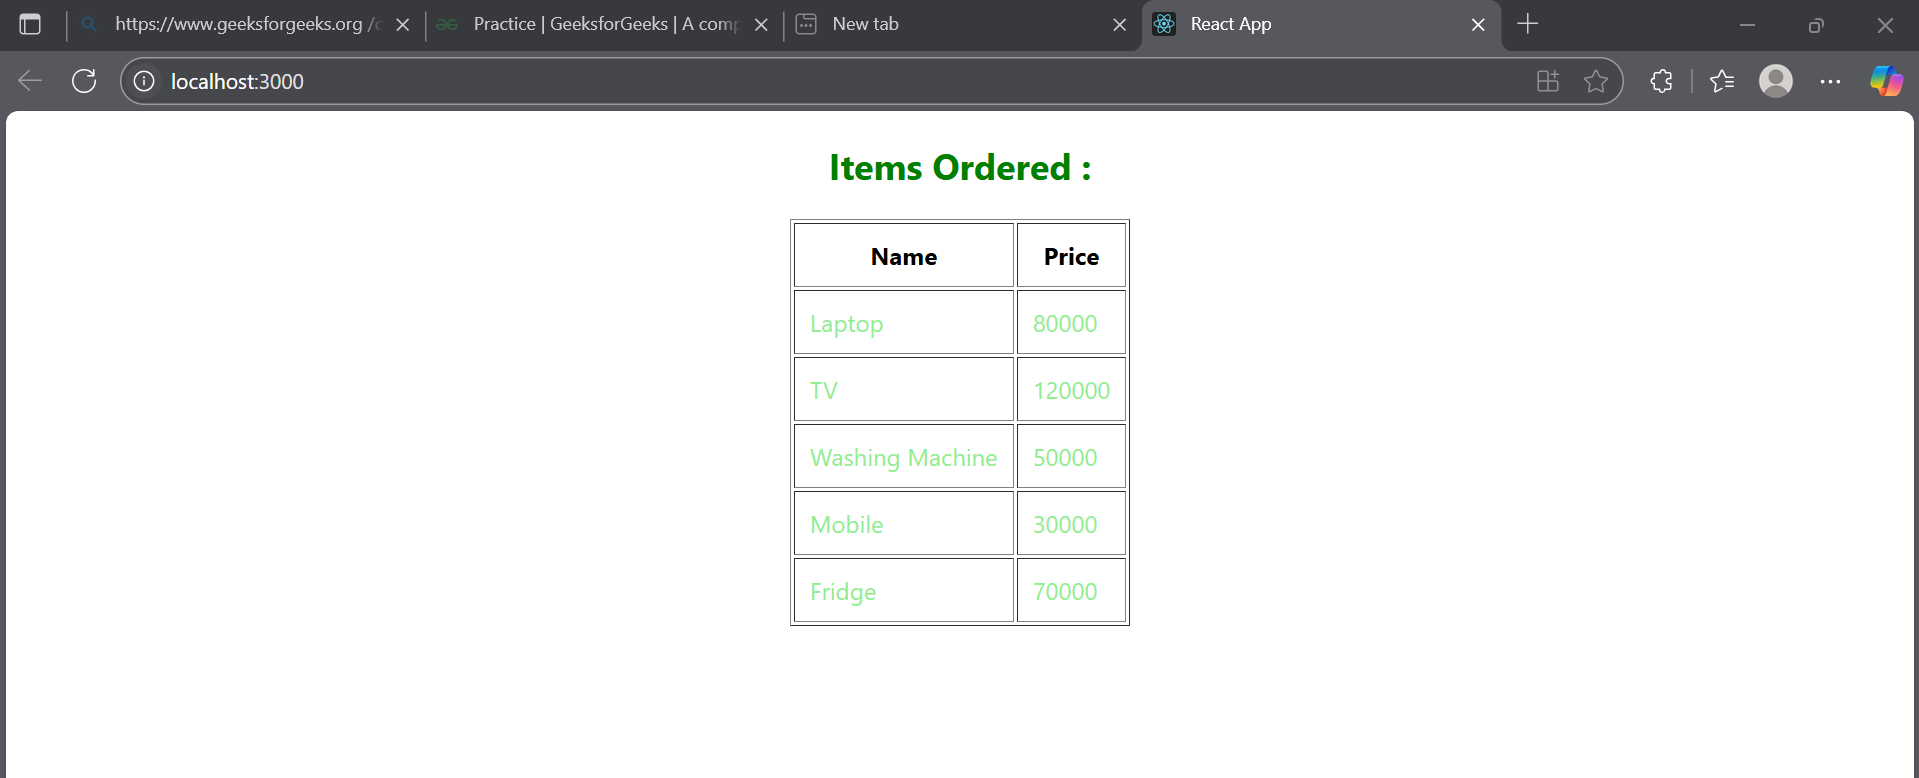 https://www.geeksforgeeks.org /c
Practice | GeeksforGeeks | A comp
New tab
React App
localhost:3000
Items Ordered :
Name Price
Laptop 80000
TV 120000
Washing Machine 50000
Mobile 30000
Fridge 70000